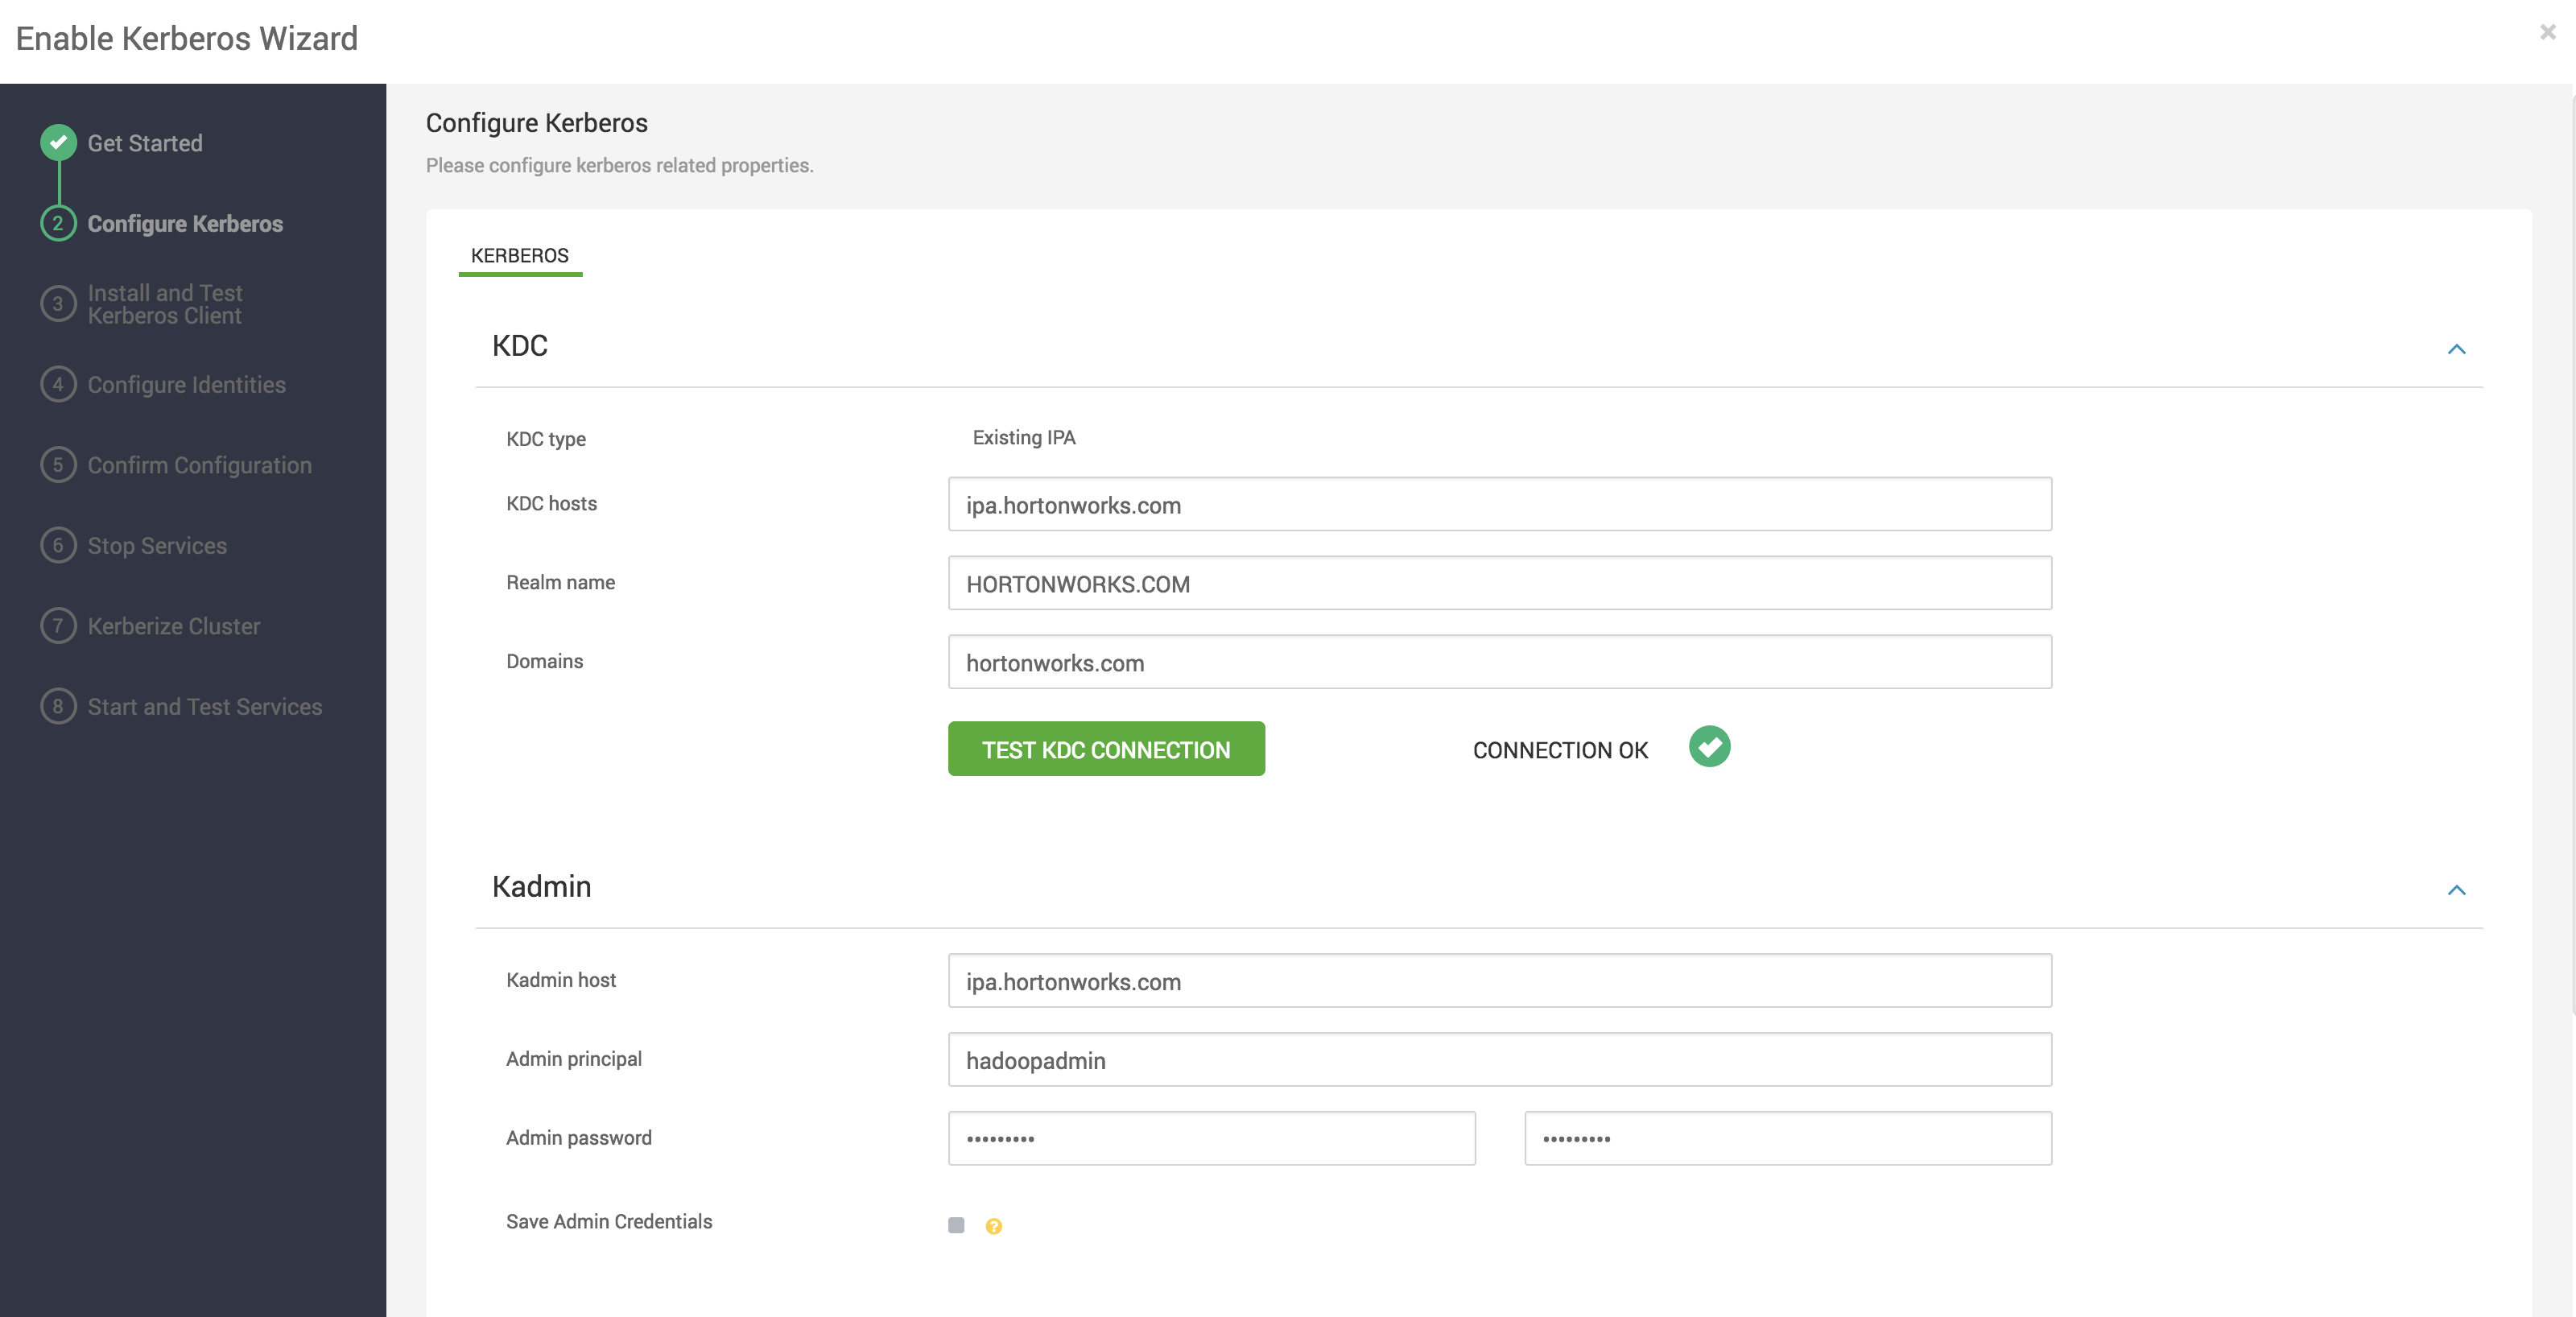 Enable Kerberos Wizard
×
Get Started
2 Configure Kerberos
3 Install and Test
Kerberos Client
4 Configure Identities
5 Confirm Configuration
6 Stop Services
7 Kerberize Cluster
8 Start and Test Services
Configure Kerberos
Please configure kerberos related properties.
KERBEROS
KDC
KDC type Existing IPA
KDC hosts ipa.hortonworks.com
Realm name HORTONWORKS.COM
Domains hortonworks.com
TEST KDC CONNECTION CONNECTION OK
Kadmin
Kadmin host ipa.hortonworks.com
Admin principal hadoopadmin
Admin password ••••••••• •••••••••
Save Admin Credentials ?